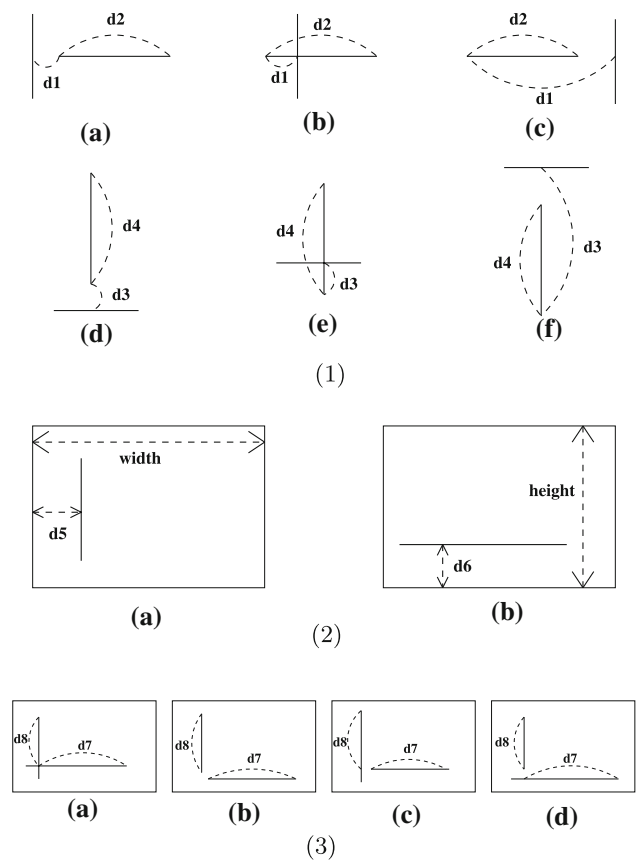 d2 d2 d2
d1 d1 d1
(a) (b) (c)
d4 d4 d4 d3
d3 d3
(d) (e) (f)
(1)
width height
d5 d6
(a) (b)
(2)
d8 d7 d8 d7 d8 d7 d8 d7
(a) (b) (c) (d)
(3)